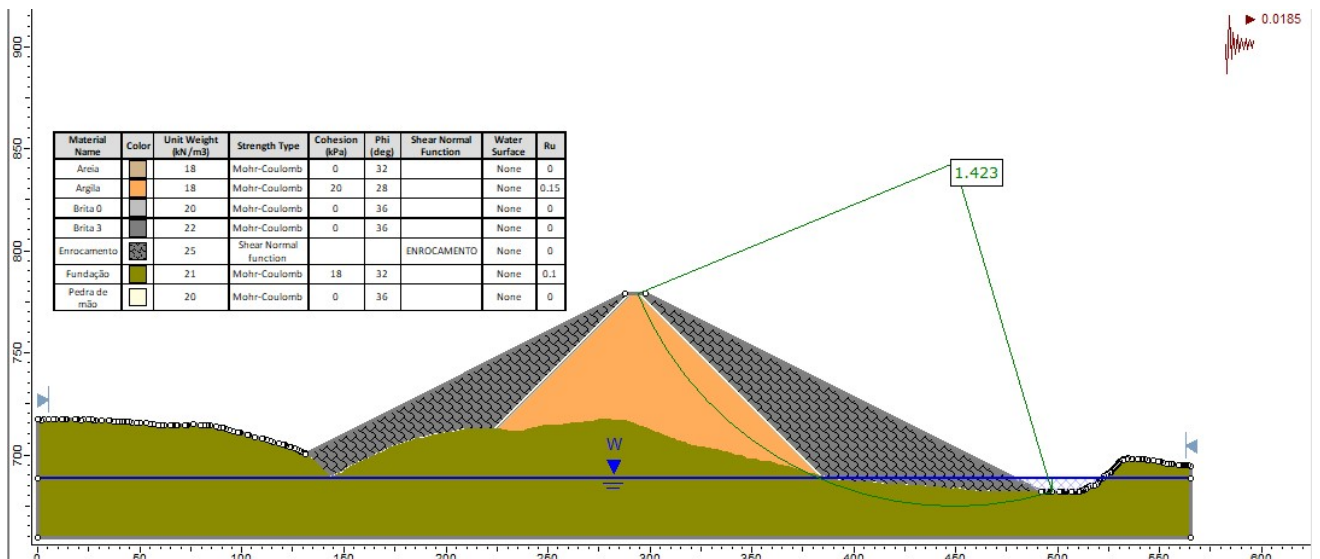 0.0185
900
850
800
750
700
Material Name Color Unit Weight (kN/m3) Strength Type Cohesion (kPa) Phi (deg) Shear Normal Function Water Surface Ru
Areia 18 Mohr-Coulomb 0 32 None 0
Argila 18 Mohr-Coulomb 20 28 None 0.15
Brita 0 20 Mohr-Coulomb 0 36 None 0
Brita 3 22 Mohr-Coulomb 0 36 None 0
Enrocamento 25 Shear Normal function ENROCAMENTO None 0
Fundação 21 Mohr-Coulomb 18 32 None 0.1
Pedra de mão 20 Mohr-Coulomb 0 36 None 0
1.423
W
0 50 100 150 200 250 300 350 400 450 500 550 600